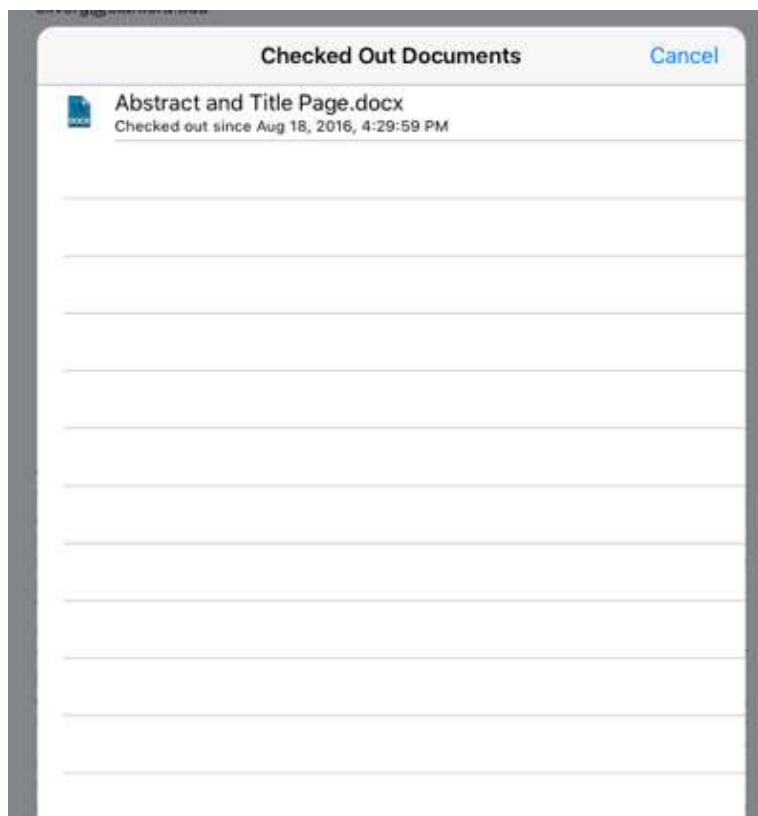 Checked Out Documents
Cancel
Abstract and Title Page.docx
DOCX
Checked out since Aug 18, 2016, 4:29:59 PM